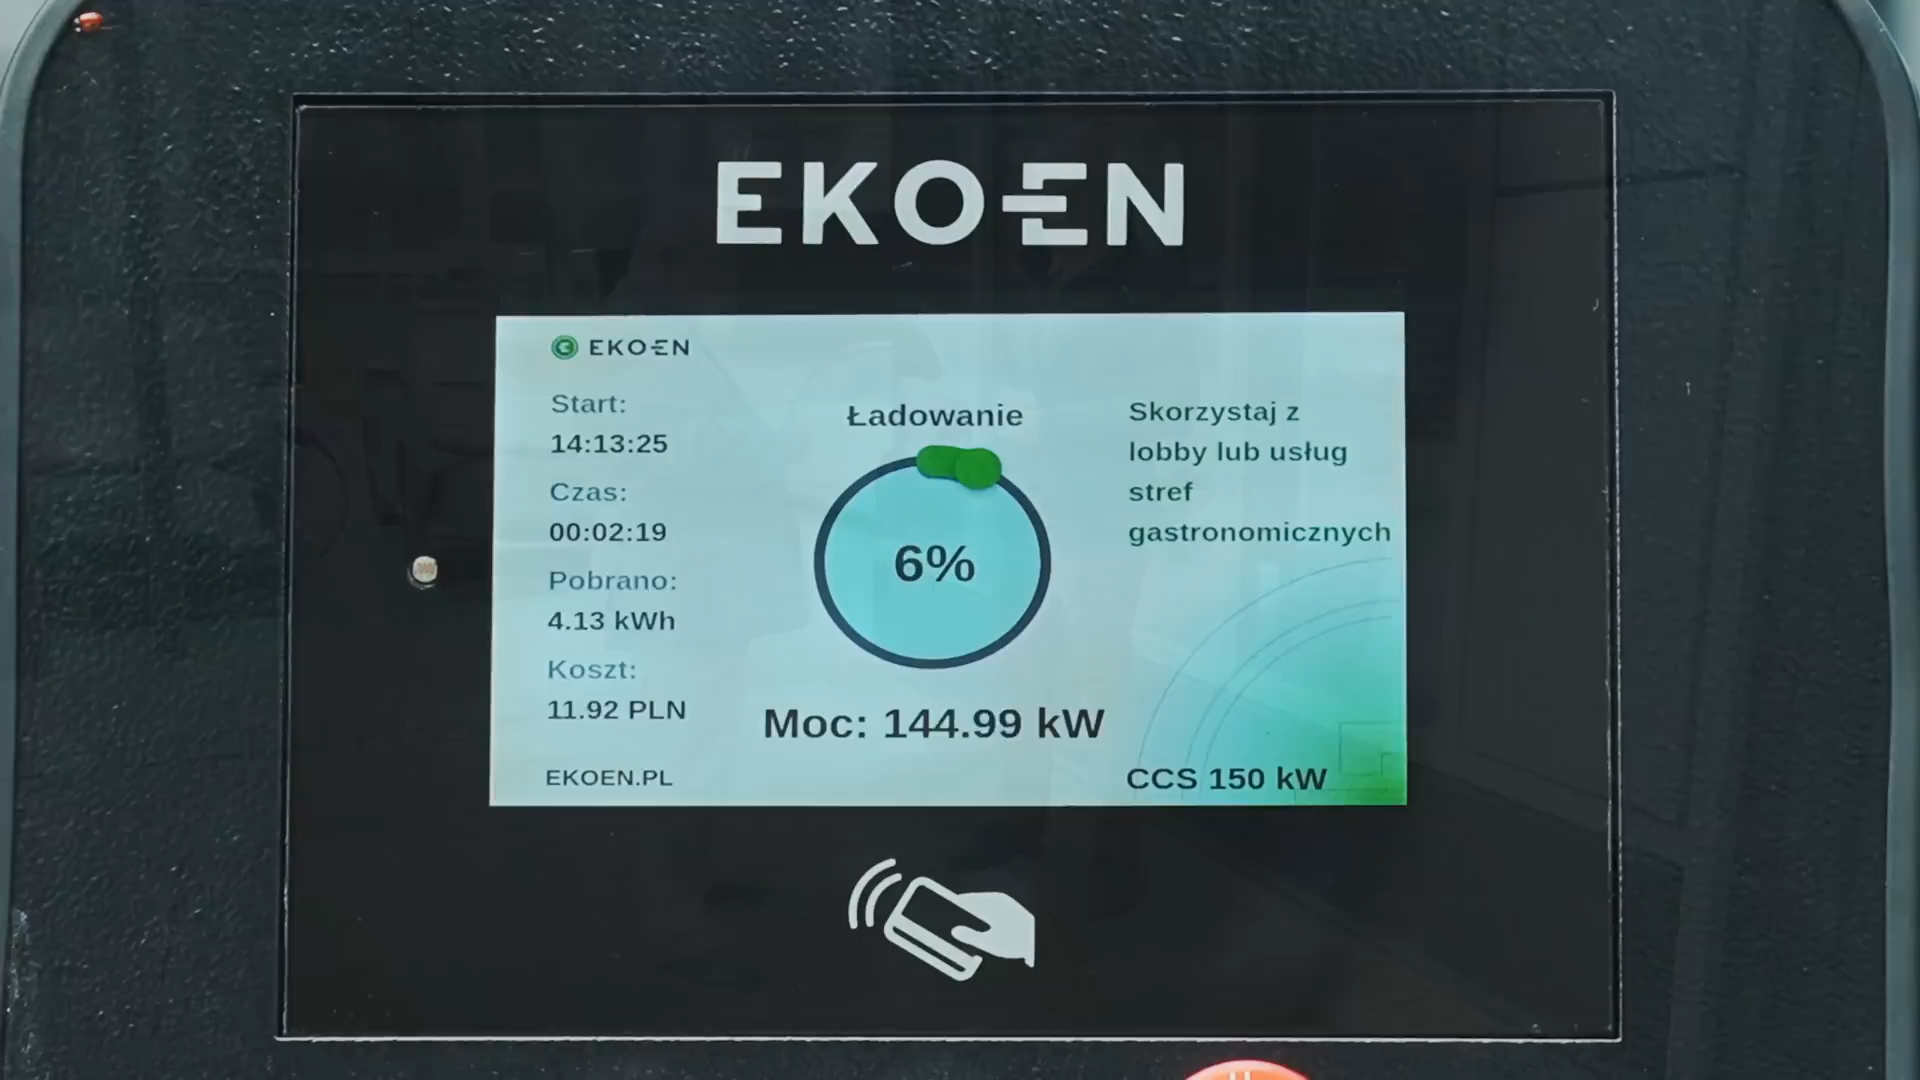 EKOEN
EKOEN
Start:
14:13:25
Czas:
00:02:19
Pobrano:
4.13 kWh
Koszt:
11.92 PLN
EKOEN.PL
Ładowanie
6%
Moc: 144.99 kW
Skorzystaj z
lobby lub usług
stref
gastronomicznych
CCS 150 kW